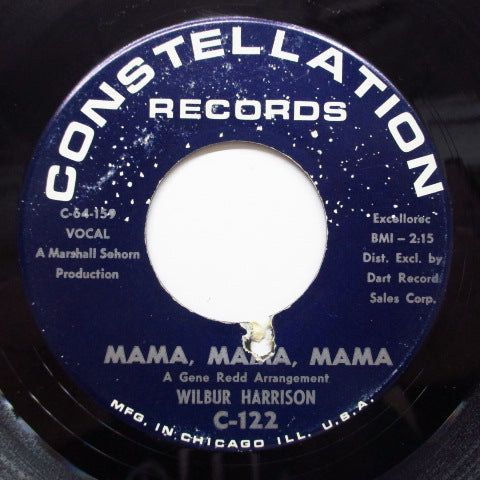 CONSTELLATION
RECORDS
C-64-159
VOCAL
A Marshall Sehorn
Production
Excellorec
BMI - 2:15
Dist. Excl. by
Dart Record
Sales Corp.
MAMA, MAMA, MAMA
A Gene Redd Arrangement
WILBUR HARRISON
C-122
MFG. IN CHICAGO ILL. U.S.A.